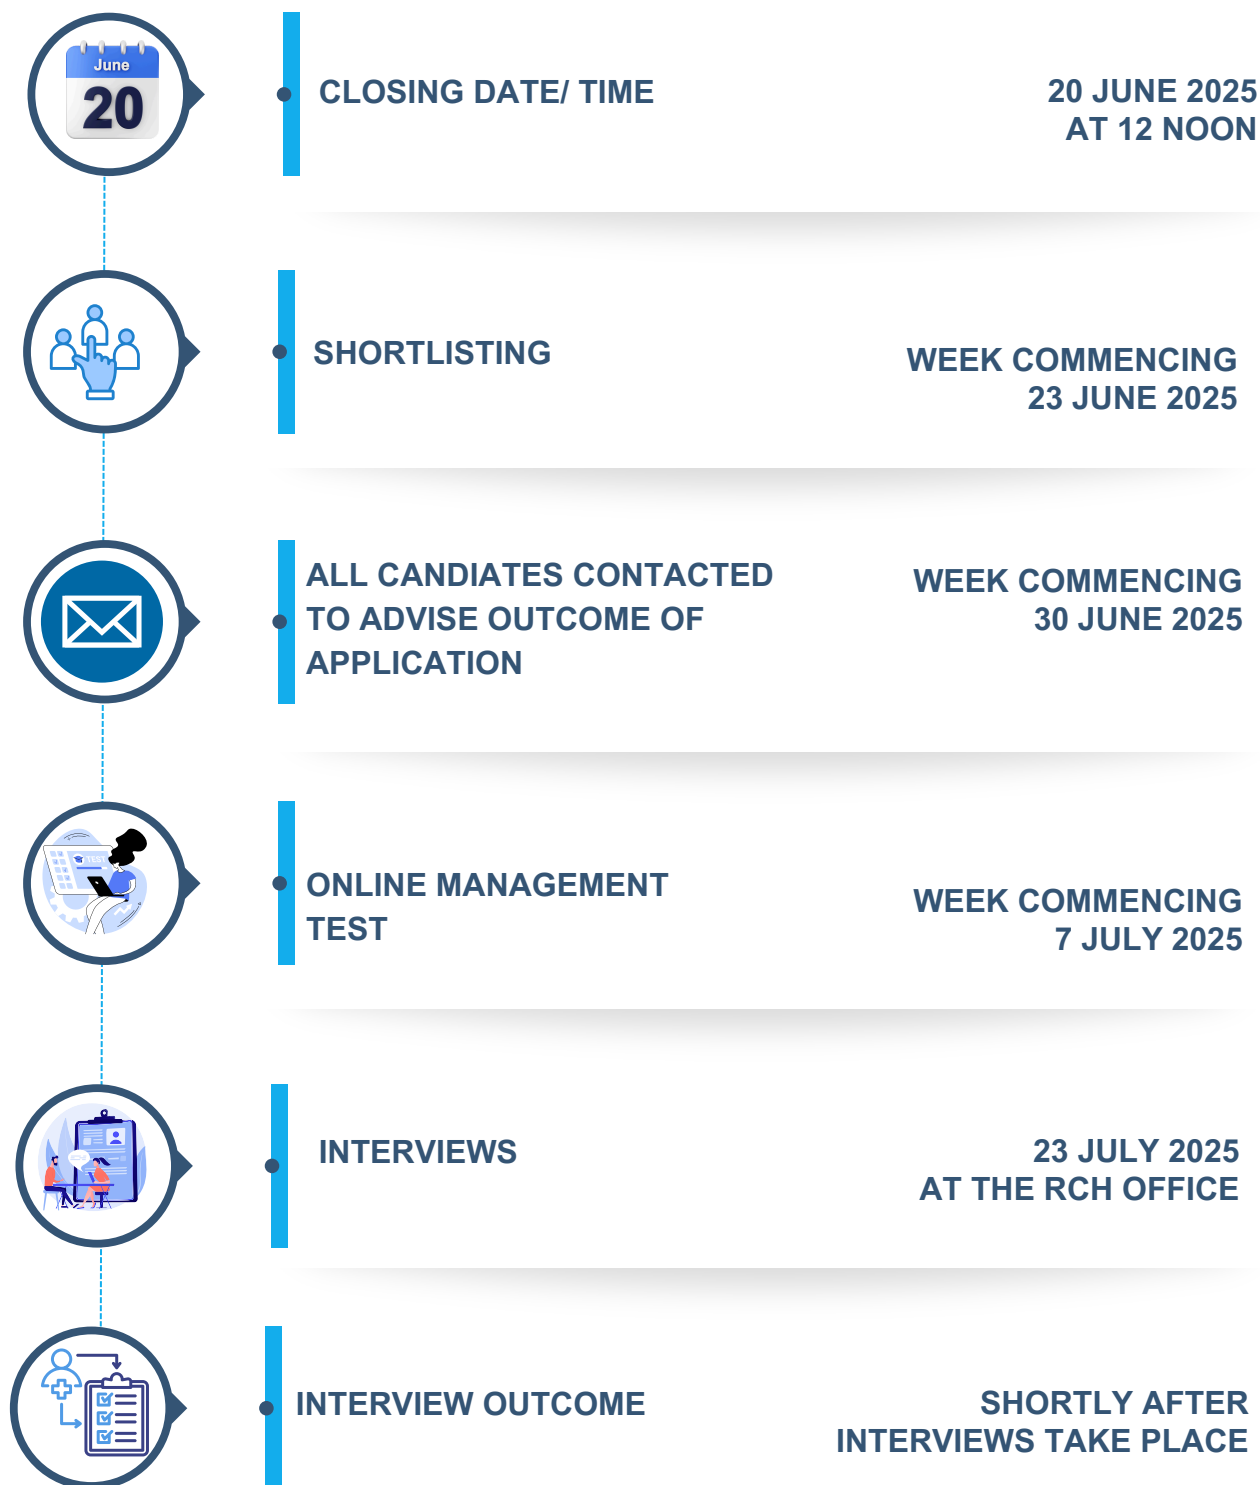 June
20
CLOSING DATE/ TIME
20 JUNE 2025
AT 12 NOON
SHORTLISTING
WEEK COMMENCING
23 JUNE 2025
ALL CANDIATES CONTACTED
TO ADVISE OUTCOME OF
APPLICATION
WEEK COMMENCING
30 JUNE 2025
TEST
ONLINE MANAGEMENT
TEST
WEEK COMMENCING
7 JULY 2025
INTERVIEWS
23 JULY 2025
AT THE RCH OFFICE
INTERVIEW OUTCOME
SHORTLY AFTER
INTERVIEWS TAKE PLACE